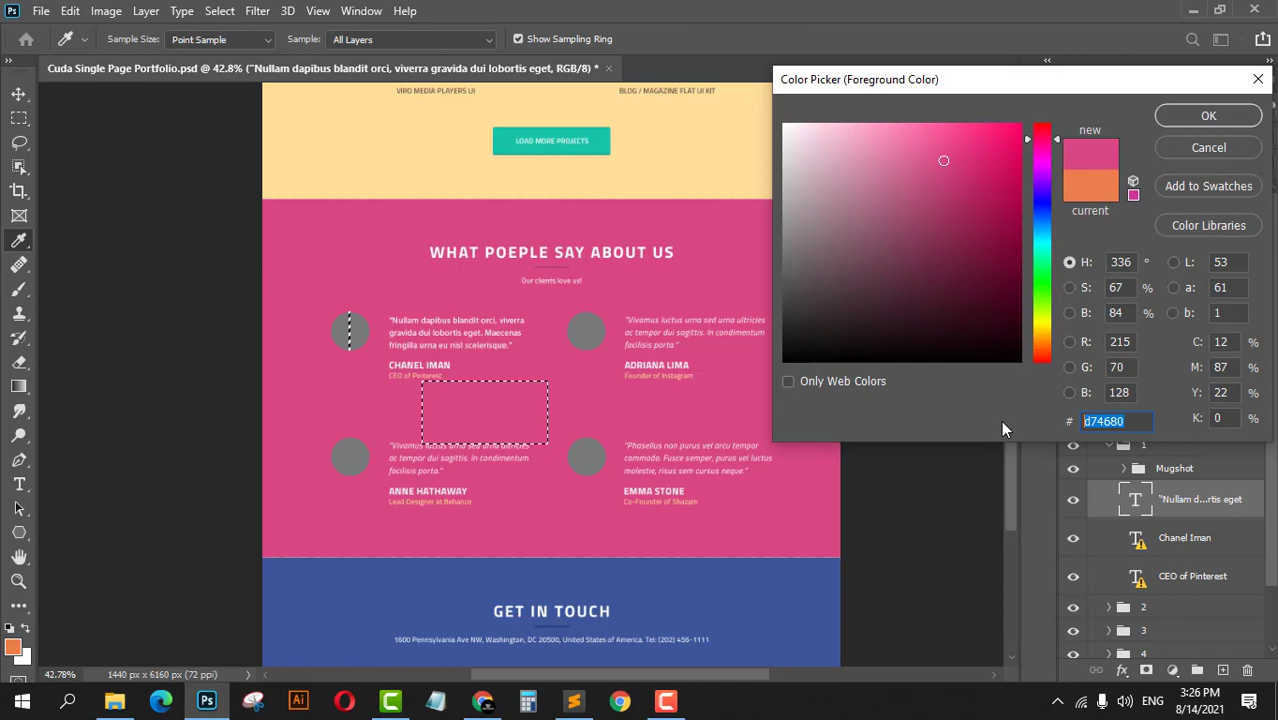 Ps File Edit Image Layer Type Select Filter 3D View Window Help
Sample Size: Point Sample Sample: All Layers Show Sampling Ring
Cuda Single Page Portfolio.psd @ 42.8% ("Nullam dapibus blandit orci, viverra gravida dui lobortis eget, RGB/8) *
VIRO MEDIA PLAYERS UI
BLOG / MAGAZINE FLAT UI KIT
LOAD MORE PROJECTS
WHAT POEPLE SAY ABOUT US
Our clients love us!
"Nullam dapibus blandit orci, viverra
gravida dui lobortis eget. Maecenas
fringilla urna eu nisl scelerisque."
CHANEL IMAN
CEO of Pinterest
"Vivamus luctus urna sed urna ultricies
ac tempor dui sagittis. In condimentum
facilisis porta."
ADRIANA LIMA
Founder of Instagram
"Vivamus luctus urna sed urna ultricies
ac tempor dui sagittis. In condimentum
facilisis porta."
ANNE HATHAWAY
Lead Designer at Behance
"Phasellus non purus vel arcu tempor
commodo. Fusce semper, purus vel luctus
molestie, risus sem cursus neque."
EMMA STONE
Co-Founder of Shazam
GET IN TOUCH
1600 Pennsylvania Ave NW, Washington, DC 20500, United States of America. Tel: (202) 456-1111
Color Picker (Foreground Color)
new
current
OK
Cancel
Add to Swatches
Color Libraries
H: 336 ° L: 53
S: 67 % a: 61
B: 84 % b: 1
R: 215 C: 12 %
G: 70 M: 87 %
B: 128 Y: 22 %
# d74680 K: 0 %
Only Web Colors
1
Mugshot
T "Nullam d...rtis eget
T Chanel Iman
T CEO of Pinterest
2
3
4
fx
42.78% 1440 px x 6160 px (72 ppi)
Ps Ai ENG 3:26 PM
8/14/2021